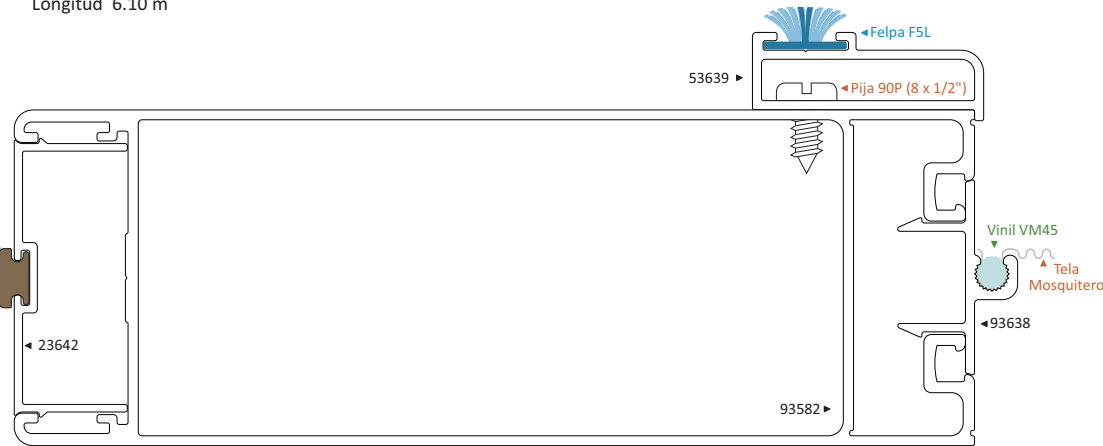 Longitud 6.10 m
Felpa F5L
53639
Pija 90P (8 x 1/2")
Vinil VM45
Tela
Mosquitero
93638
23642
93582